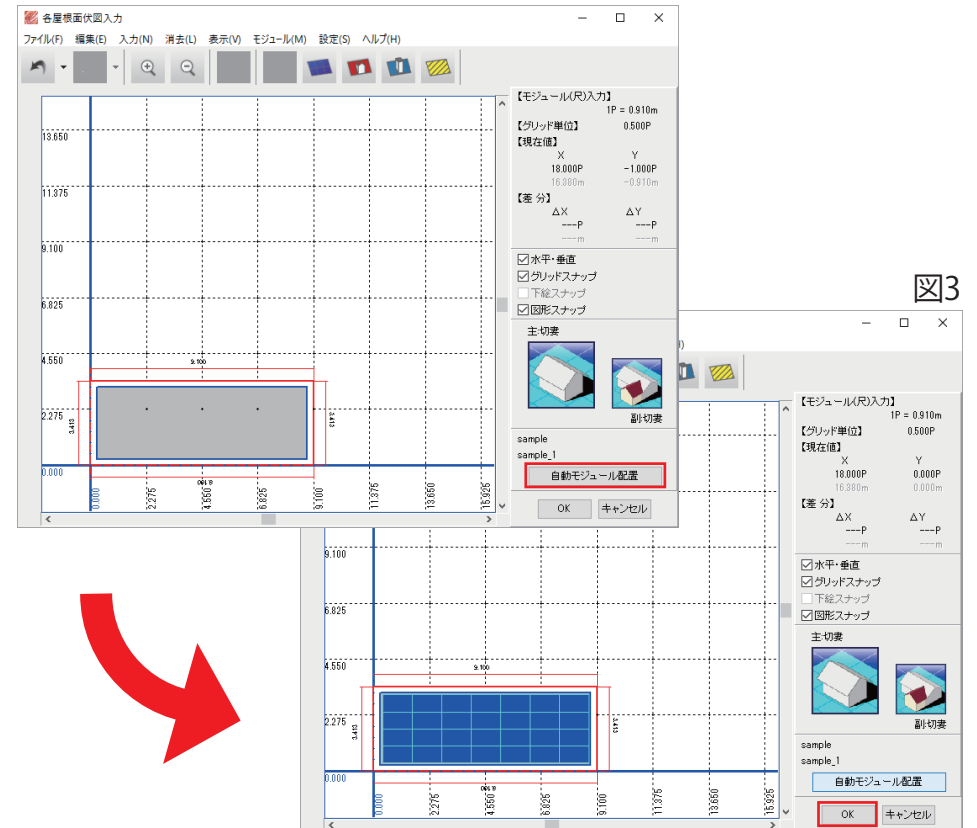 各屋根面伏図入力
ファイル(F) 編集(E) 入力(N) 消去(L) 表示(V) モジュール(M) 設定(S) ヘルプ(H)
【モジュール(尺)入力】
1P = 0.910m
【グリッド単位】 0.500P
【現在値】
X Y
18.000P -1.000P
16.380m -0.910m
【差 分】
ΔX ΔY
---P ---P
---m ---m
水平・垂直
グリッドスナップ
下絵スナップ
図形スナップ
主:切妻
副:切妻
sample
sample_1
自動モジュール配置
OK キャンセル
13.650
11.375
9.100
6.825
4.550
2.275
0.000
9.100
3.413
3.413
9.100
0.000 2.275 4.550 6.825 9.100 11.375 13.650 15.925
図3
)
【モジュール(尺)入力】
1P = 0.910m
【グリッド単位】 0.500P
【現在値】
X Y
18.000P 0.000P
16.380m 0.000m
【差 分】
ΔX ΔY
---P ---P
---m ---m
水平・垂直
グリッドスナップ
下絵スナップ
図形スナップ
主:切妻
副:切妻
sample
sample_1
自動モジュール配置
OK キャンセル
9.100
6.825
4.550
2.275
0.000
9.100
3.413
3.413
9.100
0.000 2.275 4.550 6.825 9.100 11.375 13.650 15.925